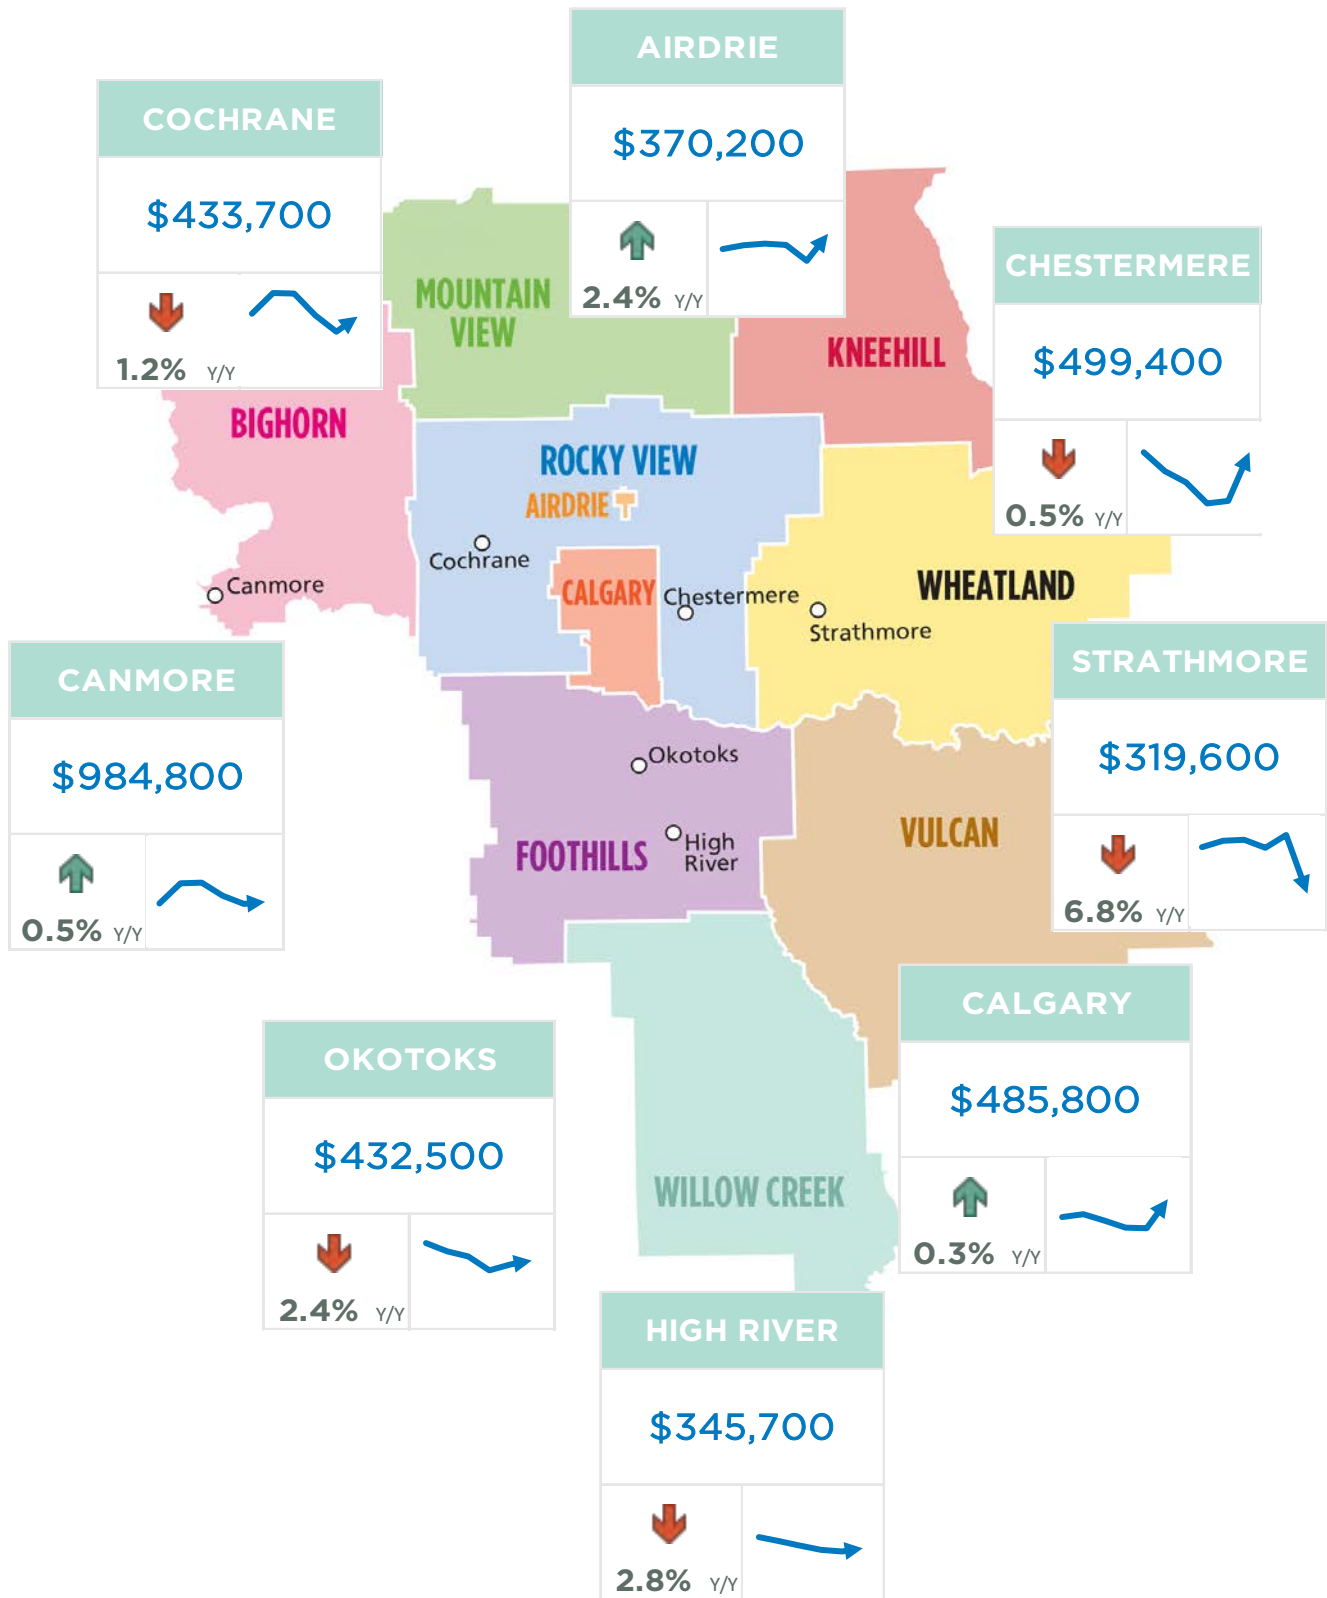 AIRDRIE
$370,200
2.4% Y/Y
COCHRANE
$433,700
1.2% Y/Y
CHESTERMERE
$499,400
0.5% Y/Y
MOUNTAIN
VIEW
KNEEHILL
BIGHORN
ROCKY VIEW
AIRDRIE
Cochrane
CALGARY
Chestermere
Canmore
WHEATLAND
Strathmore
STRATHMORE
$319,600
6.8% Y/Y
CANMORE
$984,800
0.5% Y/Y
Okotoks
High
River
FOOTHILLS
VULCAN
CALGARY
$485,800
0.3% Y/Y
OKOTOKS
$432,500
2.4% Y/Y
WILLOW CREEK
HIGH RIVER
$345,700
2.8% Y/Y